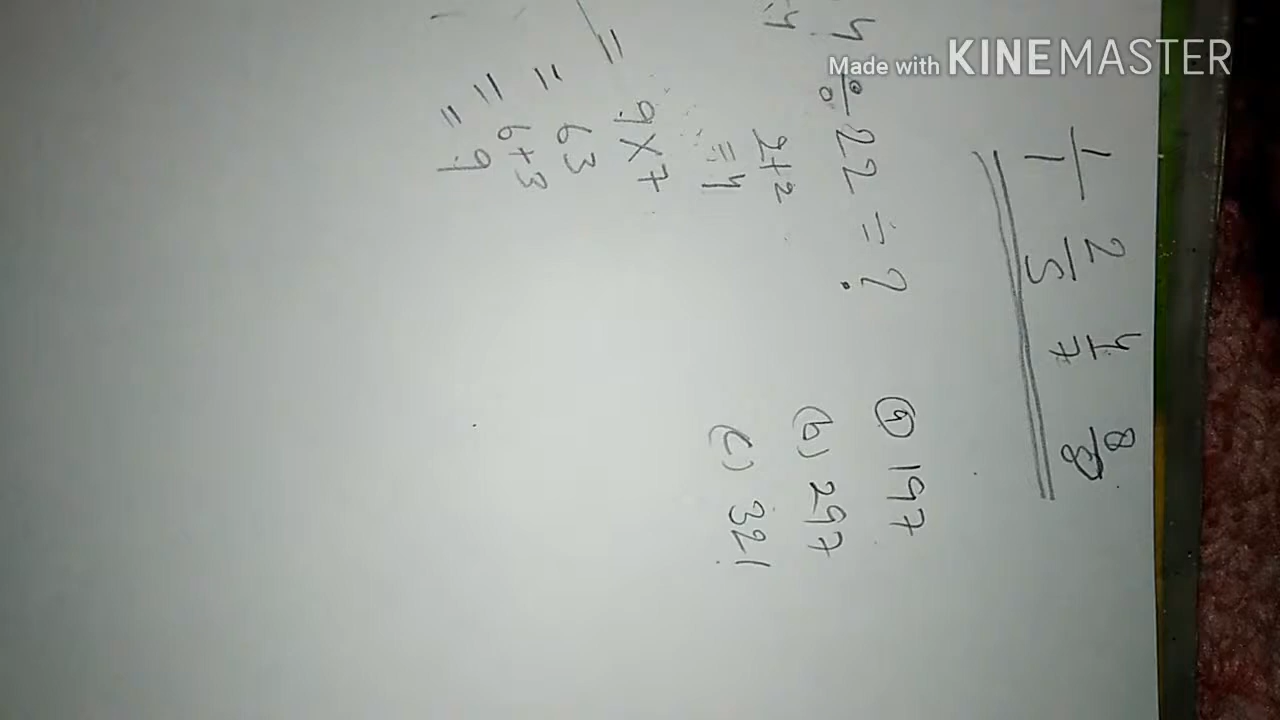 Made with KINEMASTER
1 2 4 8
1 5 7 8
4 ÷ 22 = ? (a) 197
4 2+2 (b) 297
=4 (c) 321
= 9×7
= 63
= 6+3
= 9